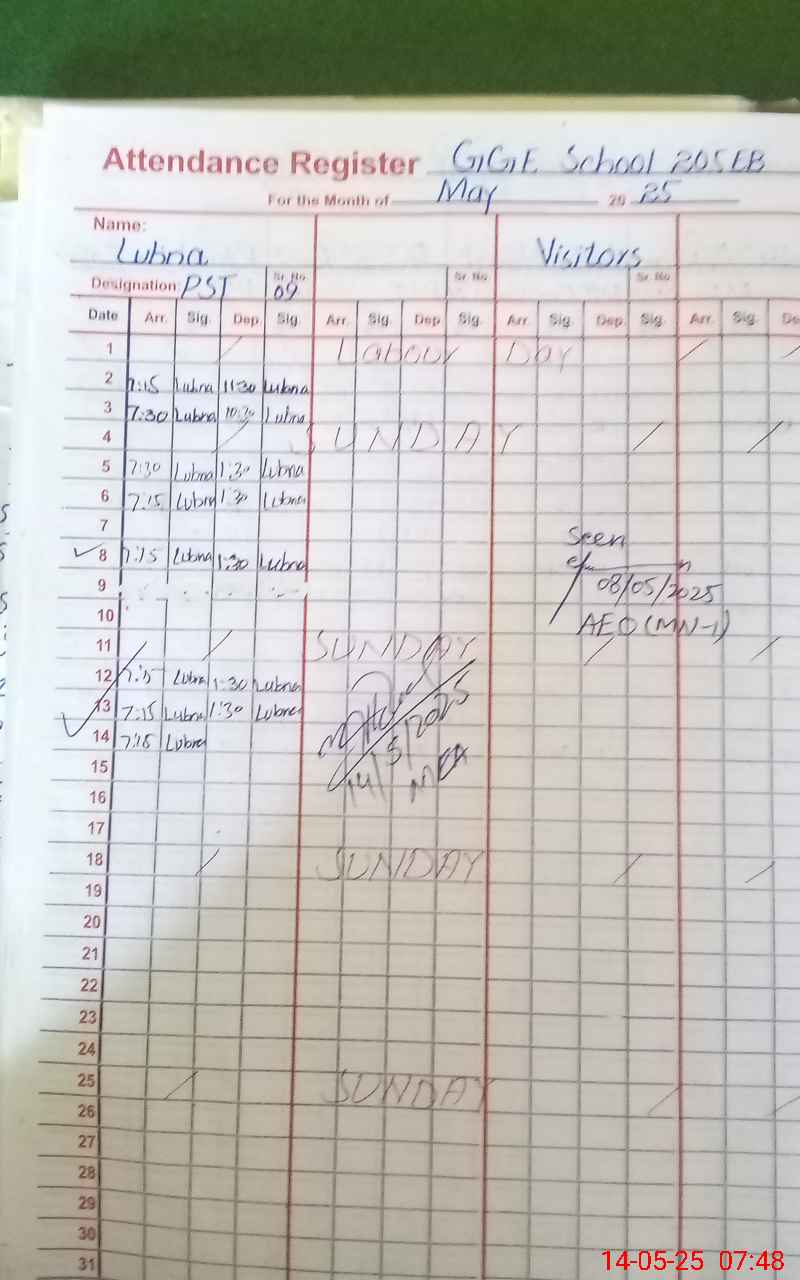 Attendance Register GGE School 205EB
For the Month of May 20 25
Name:
Lubna Visitors
Designation: PST Sr. No 09 Sr. No Sr. No
Date Arr. Sig. Dep. Sig. Arr. Sig. Dep. Sig. Arr. Sig. Dep. Sig. Arr. Sig. De
1 Labour Day
2 7:15 Lubna 11:30 Lubna
3 7:30 Lubna 10:30 Lubna
4 SUNDAY
5 7:30 Lubna 1:30 Lubna
6 7:15 Lubna 1:30 Lubna
7 Seen
8 7:15 Lubna 1:30 Lubna
9 08/05/2025
10 AEO (MN-1)
11 SUNDAY
12 7:15 Lubna 1:30 Lubna
13 7:15 Lubna 1:30 Lubna
14 7:15 Lubna
14/5/2025
15 MEA
16
17
18 SUNDAY
19
20
21
22
23
24
25 SUNDAY
26
27
28
29
30
31
14-05-25 07:48